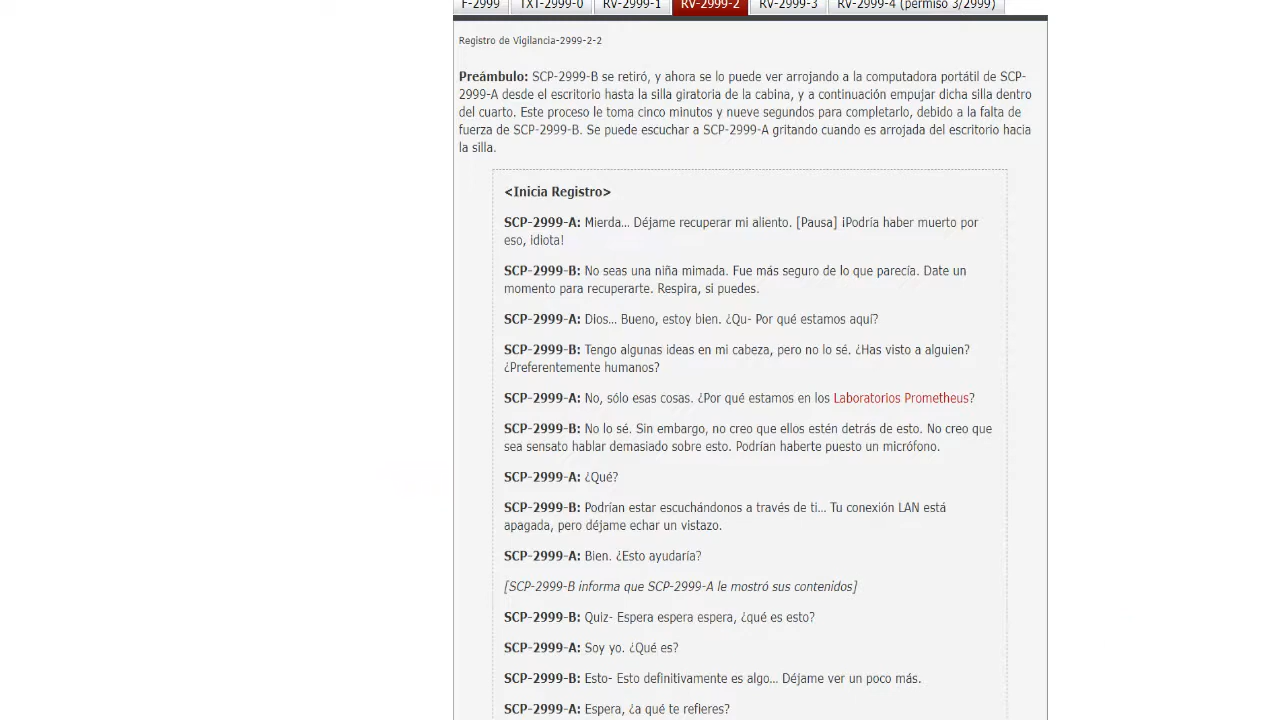 F-2999 TXT-2999-0 RV-2999-1 RV-2999-2 RV-2999-3 RV-2999-4 (permiso 3/2999)
Registro de Vigilancia-2999-2-2
Preámbulo: SCP-2999-B se retiró, y ahora se lo puede ver arrojando a la computadora portátil de SCP-
2999-A desde el escritorio hasta la silla giratoria de la cabina, y a continuación empujar dicha silla dentro
del cuarto. Este proceso le toma cinco minutos y nueve segundos para completarlo, debido a la falta de
fuerza de SCP-2999-B. Se puede escuchar a SCP-2999-A gritando cuando es arrojada del escritorio hacia
la silla.
<Inicia Registro>
SCP-2999-A: Mierda... Déjame recuperar mi aliento. [Pausa] ¡Podría haber muerto por
eso, idiota!
SCP-2999-B: No seas una niña mimada. Fue más seguro de lo que parecía. Date un
momento para recuperarte. Respira, si puedes.
SCP-2999-A: Dios... Bueno, estoy bien. ¿Qu- Por qué estamos aquí?
SCP-2999-B: Tengo algunas ideas en mi cabeza, pero no lo sé. ¿Has visto a alguien?
¿Preferentemente humanos?
SCP-2999-A: No, sólo esas cosas. ¿Por qué estamos en los Laboratorios Prometheus?
SCP-2999-B: No lo sé. Sin embargo, no creo que ellos estén detrás de esto. No creo que
sea sensato hablar demasiado sobre esto. Podrían haberte puesto un micrófono.
SCP-2999-A: ¿Qué?
SCP-2999-B: Podrían estar escuchándonos a través de ti... Tu conexión LAN está
apagada, pero déjame echar un vistazo.
SCP-2999-A: Bien. ¿Esto ayudaría?
[SCP-2999-B informa que SCP-2999-A le mostró sus contenidos]
SCP-2999-B: Quiz- Espera espera espera, ¿qué es esto?
SCP-2999-A: Soy yo. ¿Qué es?
SCP-2999-B: Esto- Esto definitivamente es algo... Déjame ver un poco más.
SCP-2999-A: Espera, ¿a qué te refieres?